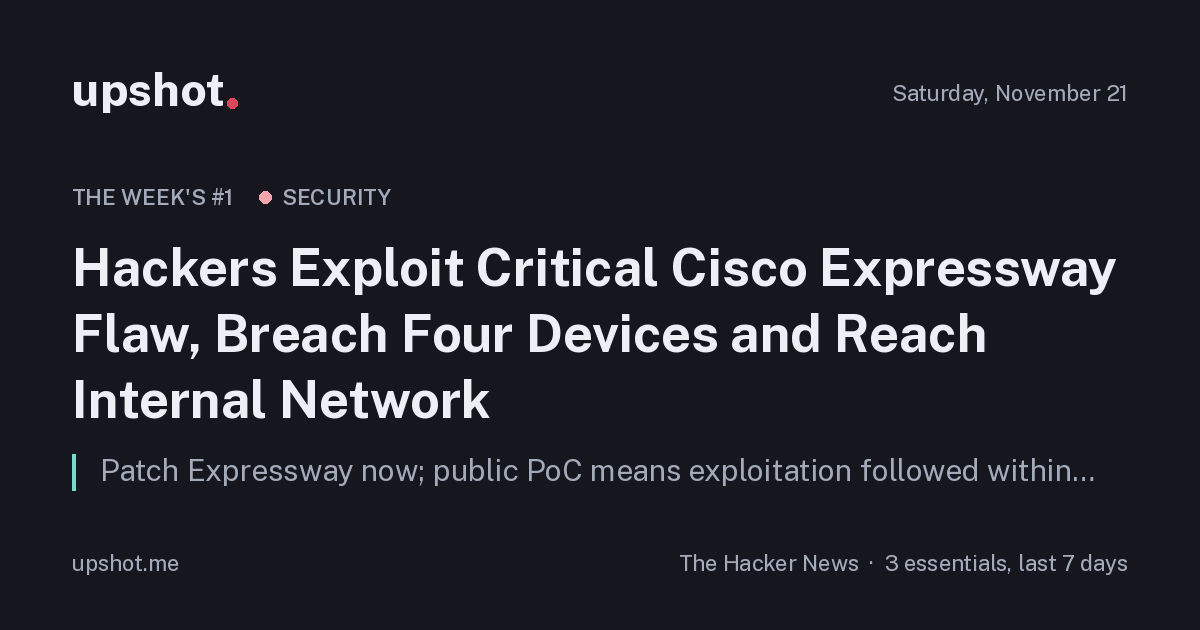 upshot.
Saturday, November 21
THE WEEK'S #1 ● SECURITY
Hackers Exploit Critical Cisco Expressway
Flaw, Breach Four Devices and Reach
Internal Network
Patch Expressway now; public PoC means exploitation followed within...
upshot.me
The Hacker News · 3 essentials, last 7 days